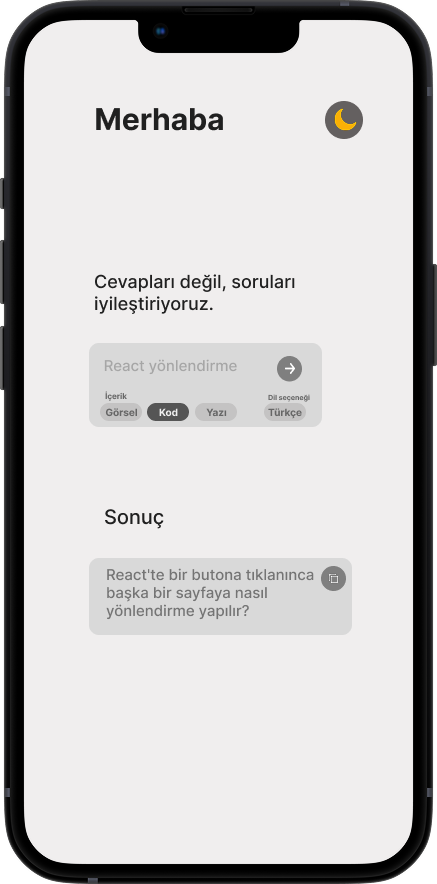 Merhaba
Cevapları değil, soruları
iyileştiriyoruz.
React yönlendirme
İçerik
Dil seçeneği
Görsel Kod Yazı Türkçe
Sonuç
React'te bir butona tıklanınca
başka bir sayfaya nasıl
yönlendirme yapılır?